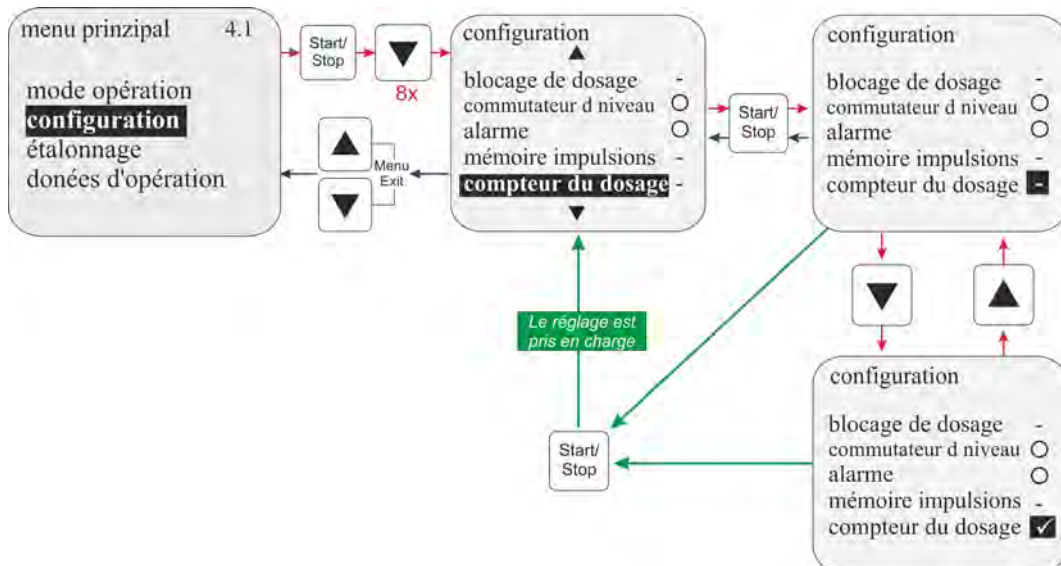 menu prinzipal 4.1
mode opération
configuration
étalonnage
donées d'opération
Start/
Stop
8x
Menu
Exit
configuration
blocage de dosage -
commutateur d niveau
alarme
mémoire impulsions -
compteur du dosage -
Start/
Stop
configuration
blocage de dosage -
commutateur d niveau
alarme
mémoire impulsions -
compteur du dosage -
Le réglage est
pris en charge
Start/
Stop
configuration
blocage de dosage -
commutateur d niveau
alarme
mémoire impulsions -
compteur du dosage ✓